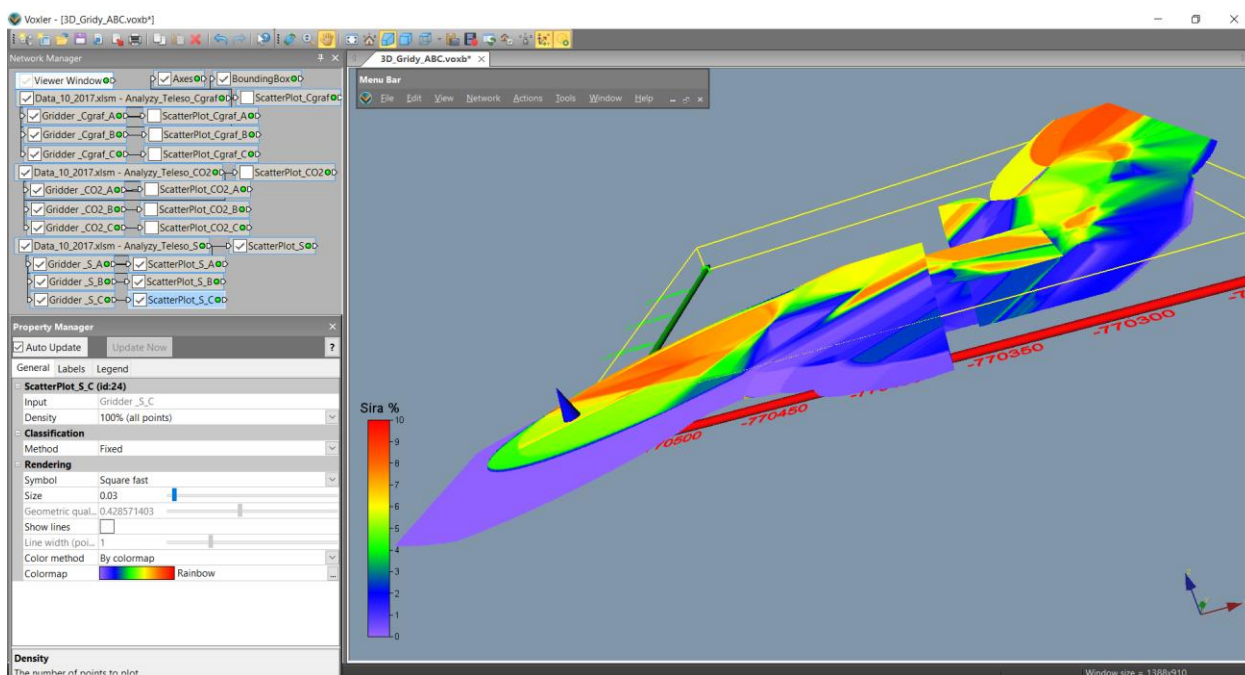 Voxler - [3D_Gridy_ABC.voxb*]
Network Manager
3D_Gridy_ABC.voxb*
Menu Bar
File Edit View Network Actions Tools Window Help
Viewer Window
Axes
BoundingBox
Data_10_2017.xlsm - Analyzy_Teleso_Cgraf
ScatterPlot_Cgraf
Gridder _Cgraf_A
ScatterPlot_Cgraf_A
Gridder _Cgraf_B
ScatterPlot_Cgraf_B
Gridder _Cgraf_C
ScatterPlot_Cgraf_C
Data_10_2017.xlsm - Analyzy_Teleso_CO2
ScatterPlot_CO2
Gridder _CO2_A
ScatterPlot_CO2_A
Gridder _CO2_B
ScatterPlot_CO2_B
Gridder _CO2_C
ScatterPlot_CO2_C
Data_10_2017.xlsm - Analyzy_Teleso_S
ScatterPlot_S
Gridder _S_A
ScatterPlot_S_A
Gridder _S_B
ScatterPlot_S_B
Gridder _S_C
ScatterPlot_S_C
Property Manager
Auto Update
Update Now
?
General Labels Legend
ScatterPlot_S_C (id:24)
Input Gridder _S_C
Density 100% (all points)
Classification
Method Fixed
Rendering
Symbol Square fast
Size 0.03
Geometric qual... 0.428571403
Show lines
Line width (poi... 1
Color method By colormap
Colormap Rainbow ...
Density
The number of points to plot
Sira %
10
9
8
7
6
5
4
3
2
1
0
770500
-770450
-770350
-770300
Window size = 1388x910